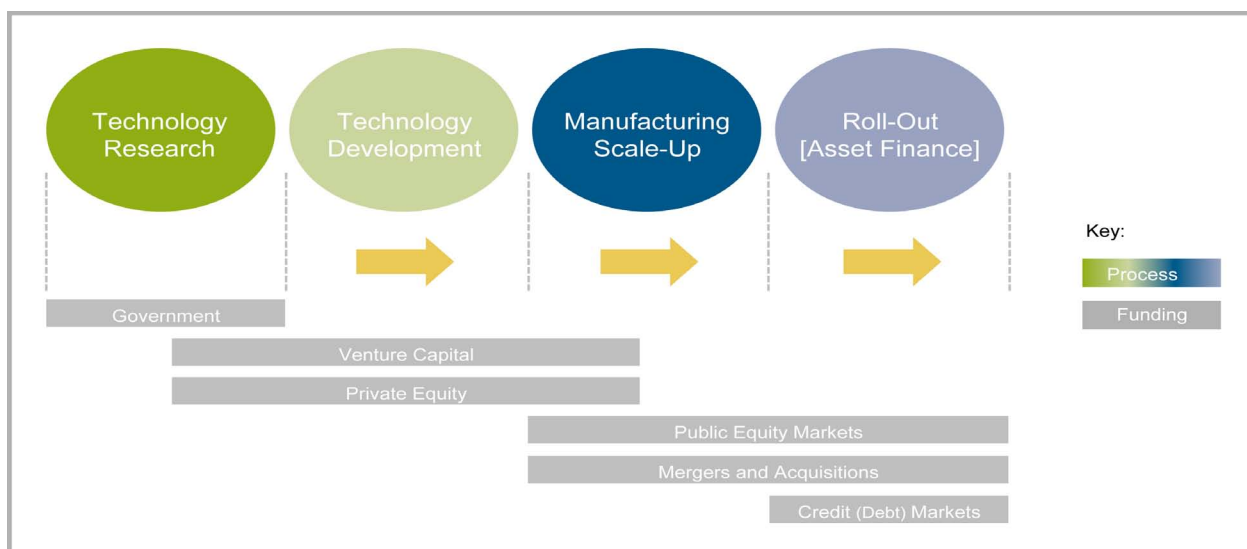 Technology
Research
Technology
Development
Manufacturing
Scale-Up
Roll-Out
[Asset Finance]
Key:
Process
Funding
Government
Venture Capital
Private Equity
Public Equity Markets
Mergers and Acquisitions
Credit (Debt) Markets